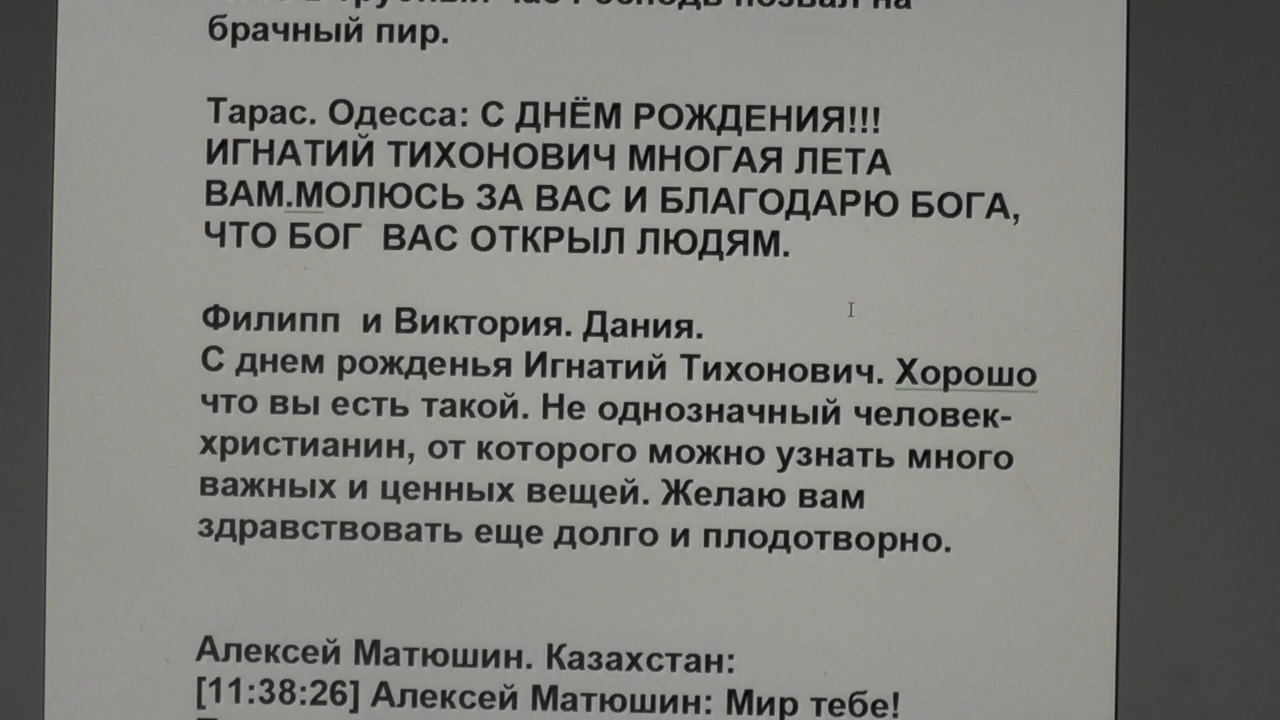 позвал на
брачный пир.
Тарас. Одесса: С ДНЁМ РОЖДЕНИЯ!!!
ИГНАТИЙ ТИХОНОВИЧ МНОГАЯ ЛЕТА
ВАМ.МОЛЮСЬ ЗА ВАС И БЛАГОДАРЮ БОГА,
ЧТО БОГ ВАС ОТКРЫЛ ЛЮДЯМ.
Филипп и Виктория. Дания.
С днем рожденья Игнатий Тихонович. Хорошо
что вы есть такой. Не однозначный человек-
христианин, от которого можно узнать много
важных и ценных вещей. Желаю вам
здравствовать еще долго и плодотворно.
Алексей Матюшин. Казахстан:
[11:38:26] Алексей Матюшин: Мир тебе!